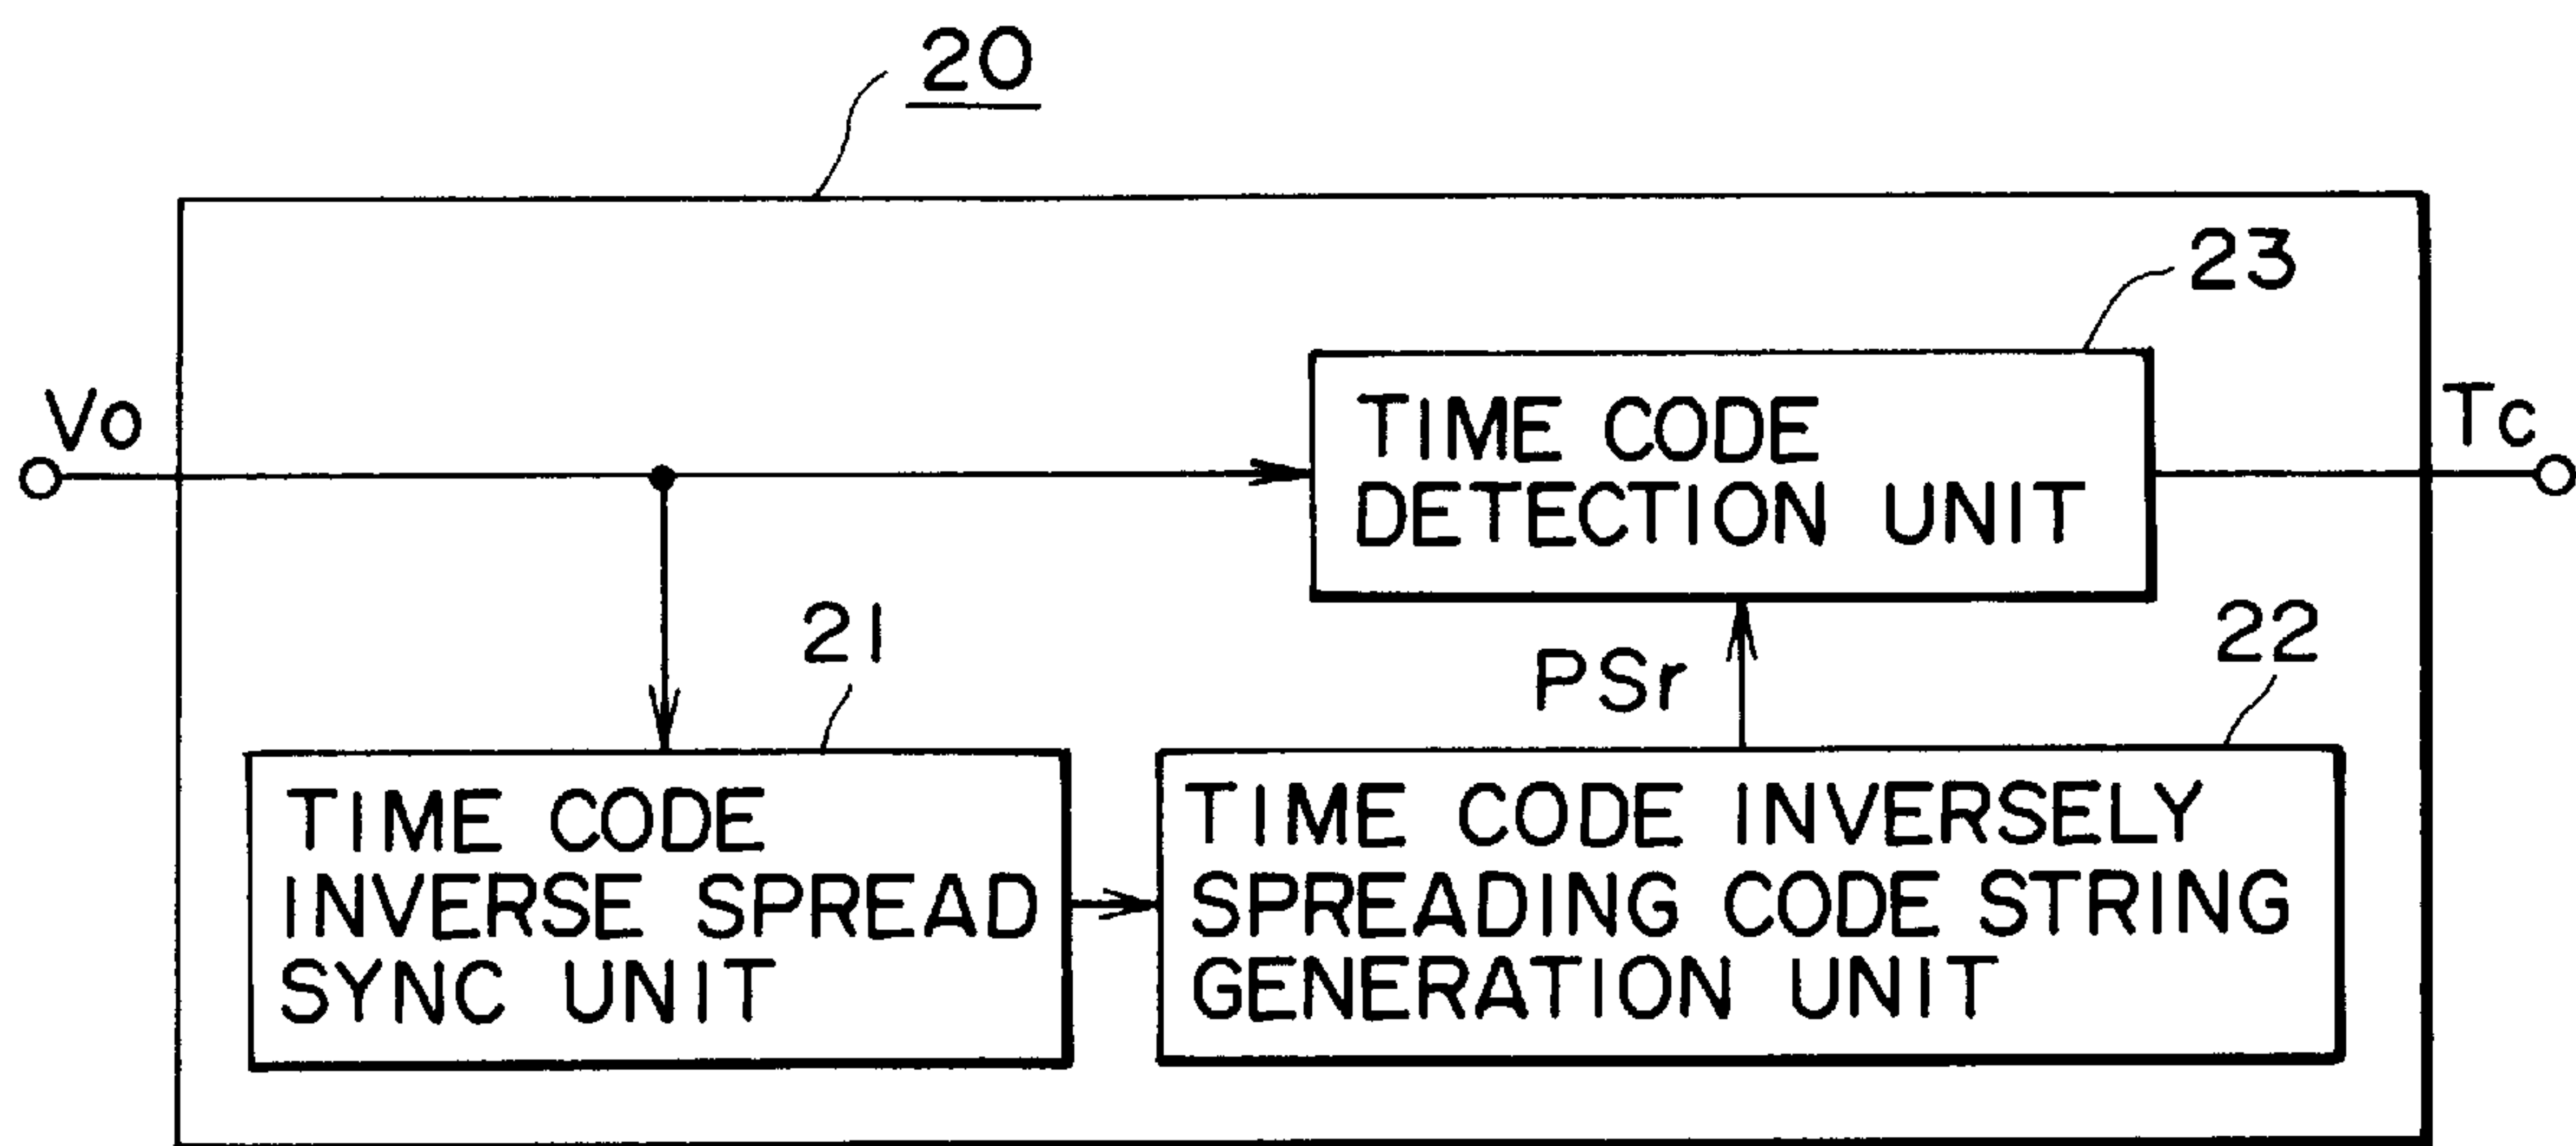 20
23
Vo
TIME CODE
DETECTION UNIT
Tc
21
PSr
22
TIME CODE
INVERSE SPREAD
SYNC UNIT
TIME CODE INVERSELY
SPREADING CODE STRING
GENERATION UNIT